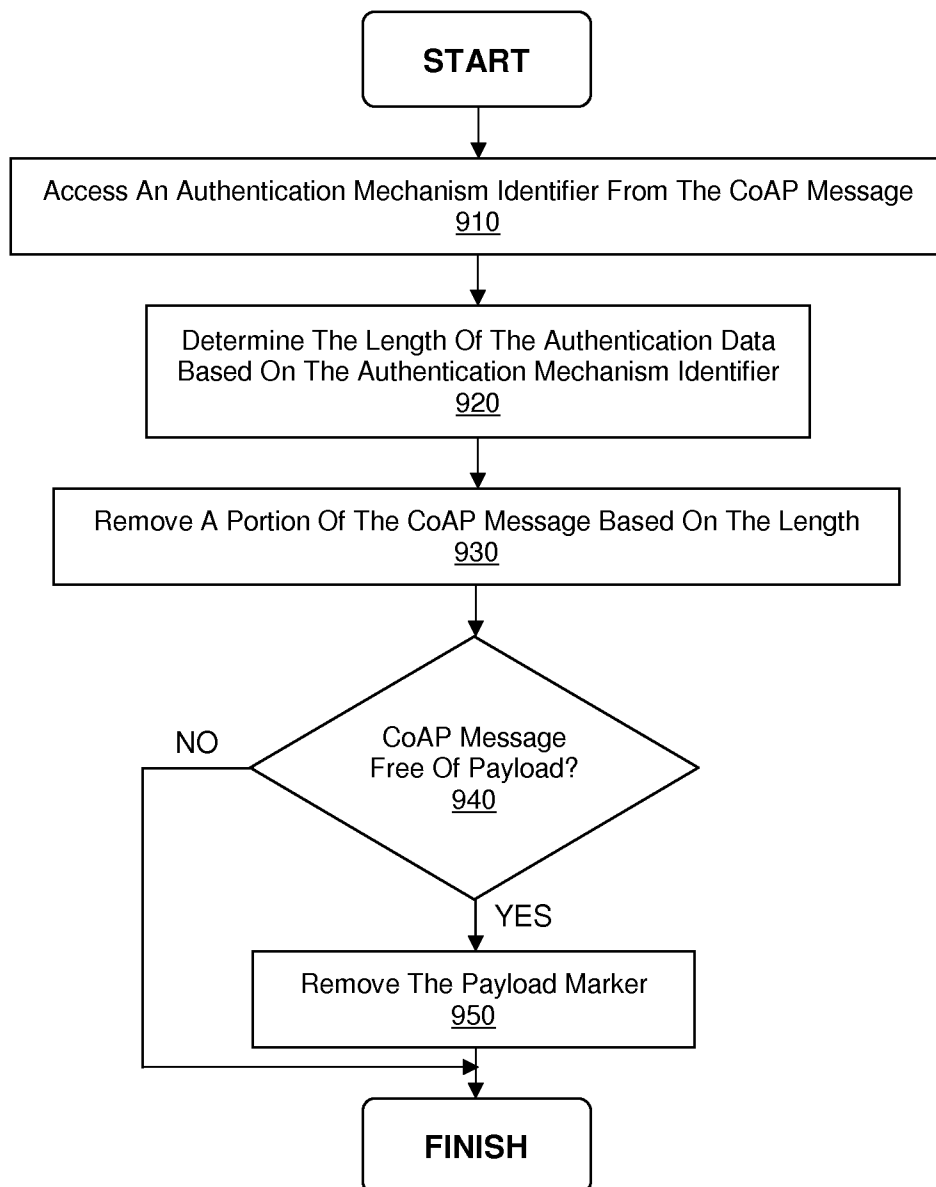 START
Access An Authentication Mechanism Identifier From The CoAP Message
910
Determine The Length Of The Authentication Data
Based On The Authentication Mechanism Identifier
920
Remove A Portion Of The CoAP Message Based On The Length
930
NO
CoAP Message
Free Of Payload?
940
YES
Remove The Payload Marker
950
FINISH